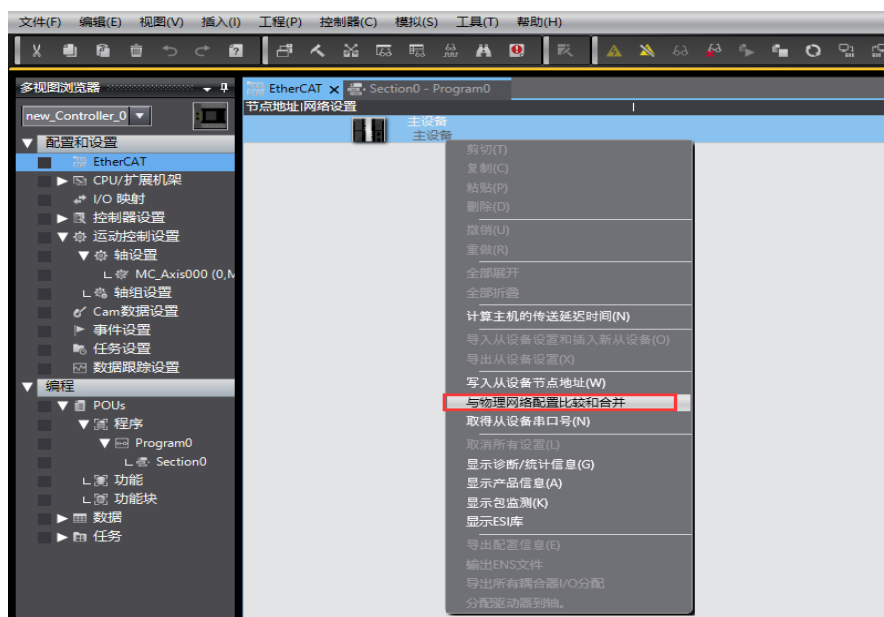 文件(F) 编辑(E) 视图(V) 插入(I) 工程(P) 控制器(C) 模拟(S) 工具(T) 帮助(H)
多视图浏览器
EtherCAT Section0 - Program0
节点地址|网络设置
new_Controller_0
主设备
主设备
配置和设置
EtherCAT
CPU/扩展机架
I/O 映射
控制器设置
运动控制设置
轴设置
MC_Axis000 (0,M
轴组设置
Cam数据设置
事件设置
任务设置
数据跟踪设置
编程
POUs
程序
Program0
Section0
功能
功能块
数据
任务
剪切(T)
复制(C)
粘贴(P)
删除(D)
撤销(U)
重做(R)
全部展开
全部折叠
计算主机的传送延迟时间(N)
导入从设备设置和插入新从设备(O)
导出从设备设置(X)
写入从设备节点地址(W)
与物理网络配置比较和合并
取得从设备串口号(N)
取消所有设置(L)
显示诊断/统计信息(G)
显示产品信息(A)
显示包监测(K)
显示ESI库
导出配置信息(E)
输出ENS文件
导出所有耦合器I/O分配
分配驱动器到轴。